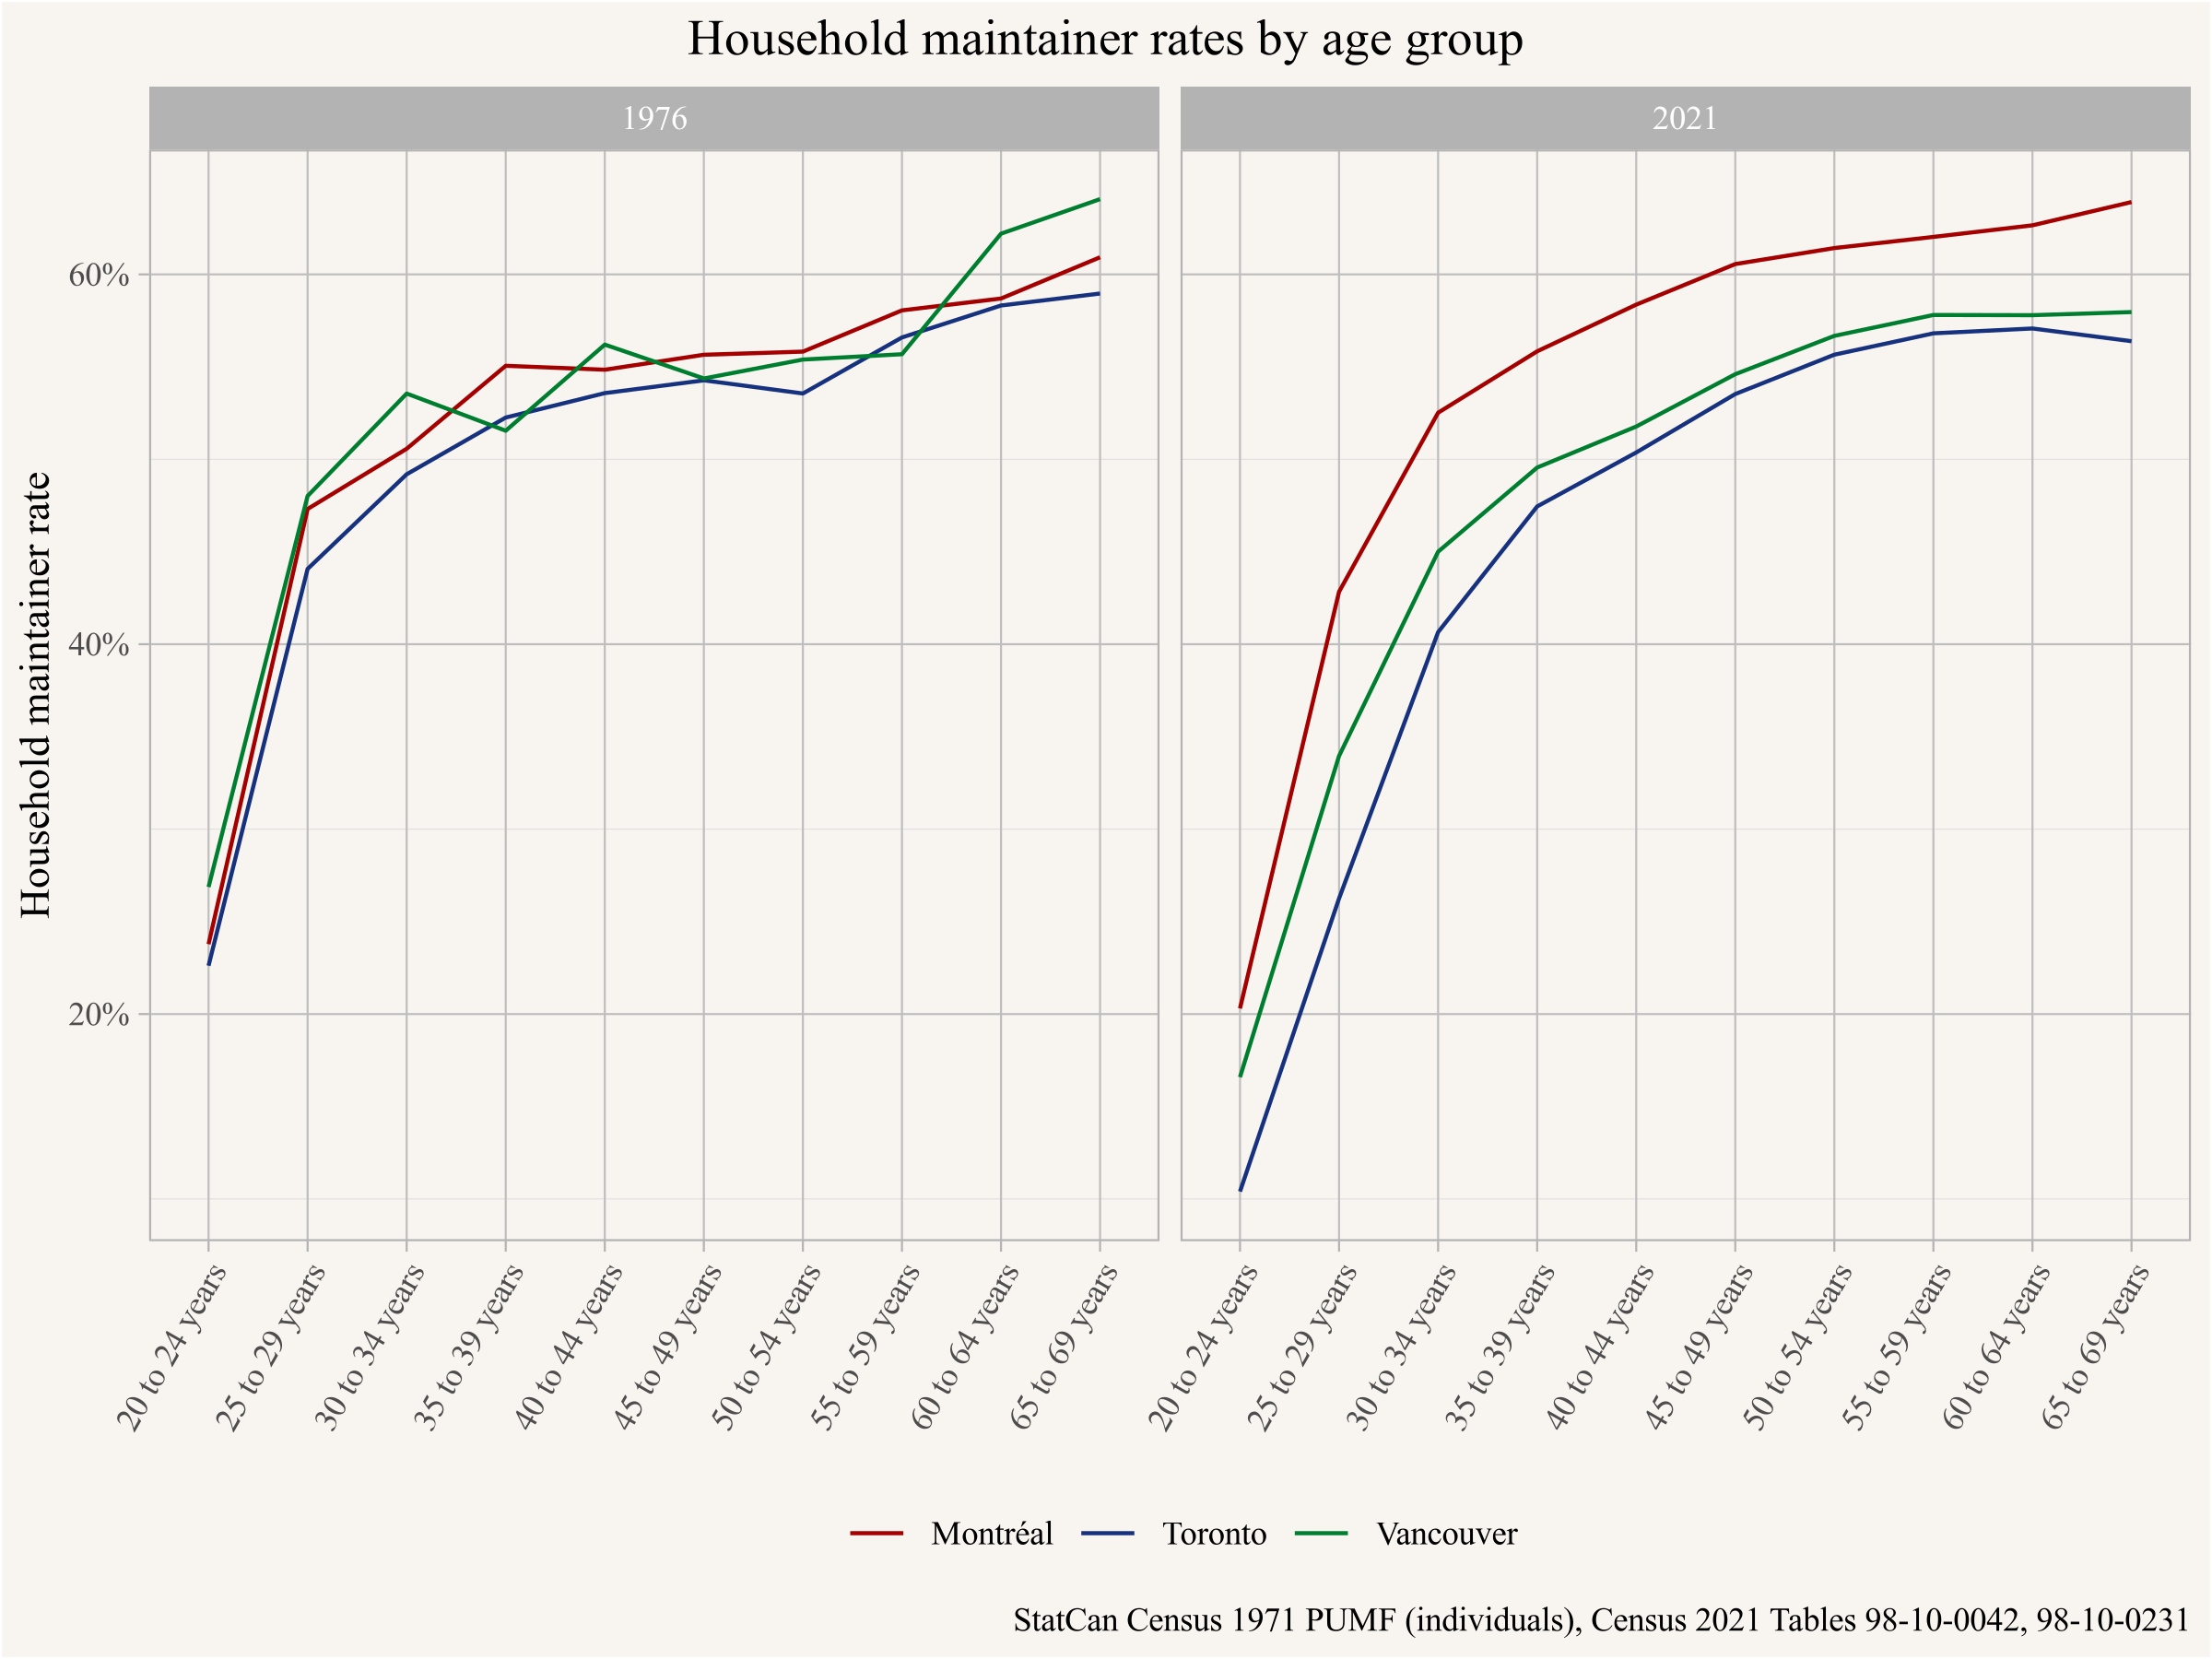 Household maintainer rates by age group
1976
2021
Household maintainer rate
60%
40%
20%
20 to 24 years
25 to 29 years
30 to 34 years
35 to 39 years
40 to 44 years
45 to 49 years
50 to 54 years
55 to 59 years
60 to 64 years
65 to 69 years
20 to 24 years
25 to 29 years
30 to 34 years
35 to 39 years
40 to 44 years
45 to 49 years
50 to 54 years
55 to 59 years
60 to 64 years
65 to 69 years
Montréal Toronto Vancouver
StatCan Census 1971 PUMF (individuals), Census 2021 Tables 98-10-0042, 98-10-0231